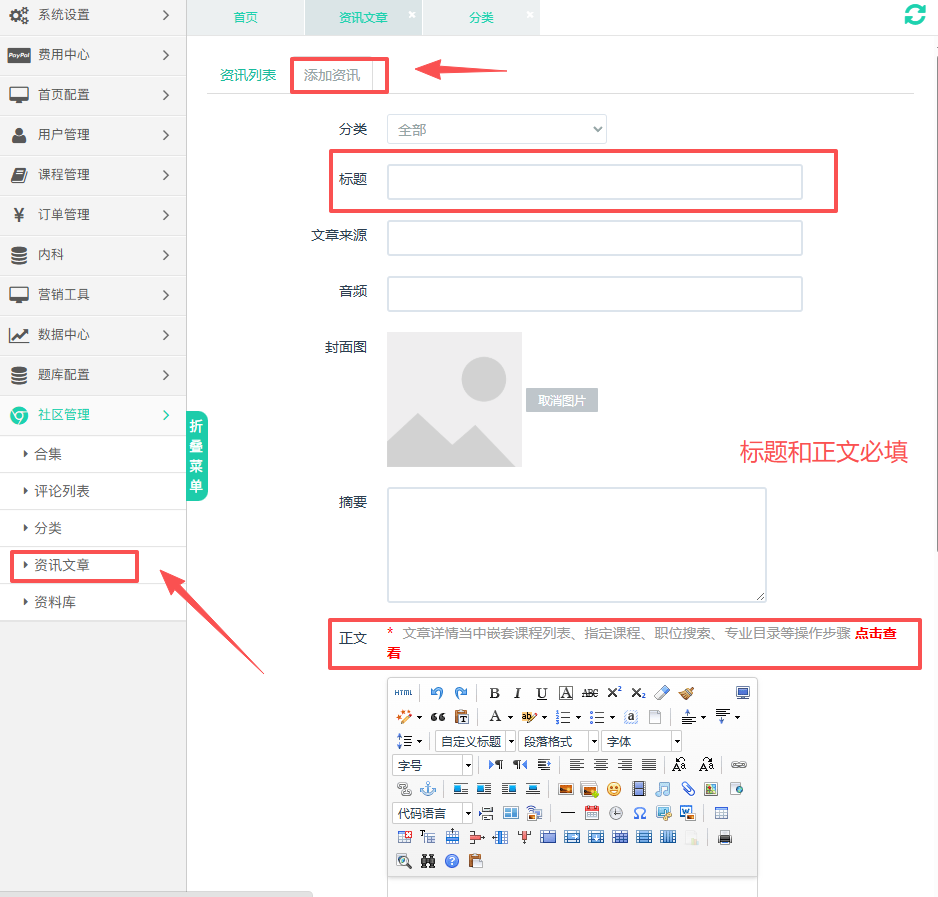 系统设置
首页
资讯文章
分类
PayPal 费用中心
首页配置
用户管理
课程管理
订单管理
内科
营销工具
数据中心
题库配置
社区管理
合集
评论列表
分类
资讯文章
资料库
折叠菜单
资讯列表
添加资讯
分类 全部
标题
文章来源
音频
封面图
取消图片
标题和正文必填
摘要
正文 * 文章详情当中嵌套课程列表、指定课程、职位搜索、专业目录等操作步骤 点击查
看
HTML B I U A ABC X² X₂
A ab a
自定义标题 段落格式 字体
字号
代码语言